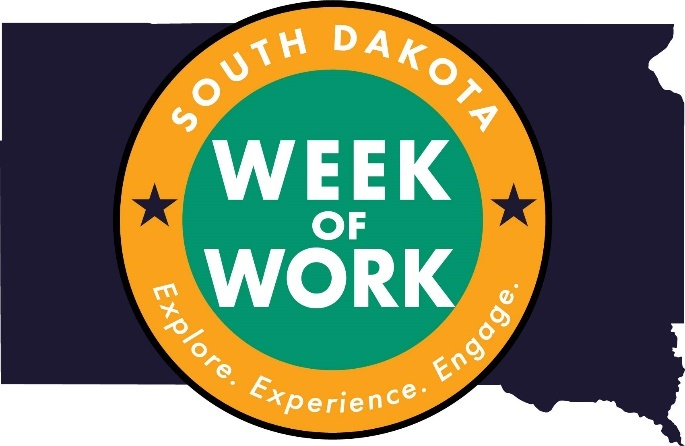 SOUTH DAKOTA
WEEK
OF
WORK
Explore. Experience. Engage.